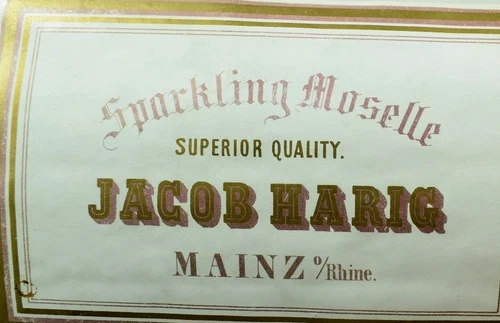 Sparkling Moselle
SUPERIOR QUALITY.
JACOB HARIG
MAINZ o/Rhine.